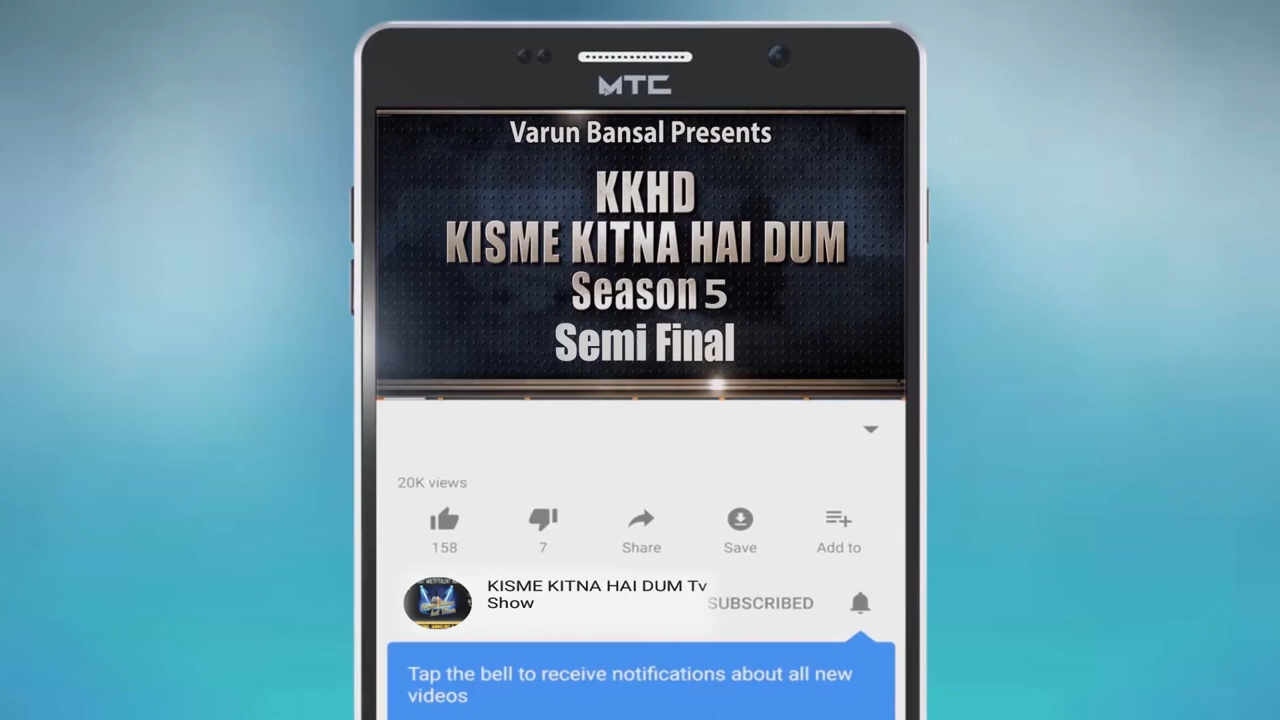 MTC
Varun Bansal Presents
KKHD
KISME KITNA HAI DUM
Season 5
Semi Final
20K views
158
7
Share
Save
Add to
KISME KITNA HAI DUM Tv
Show
SUBSCRIBED
Tap the bell to receive notifications about all new
videos